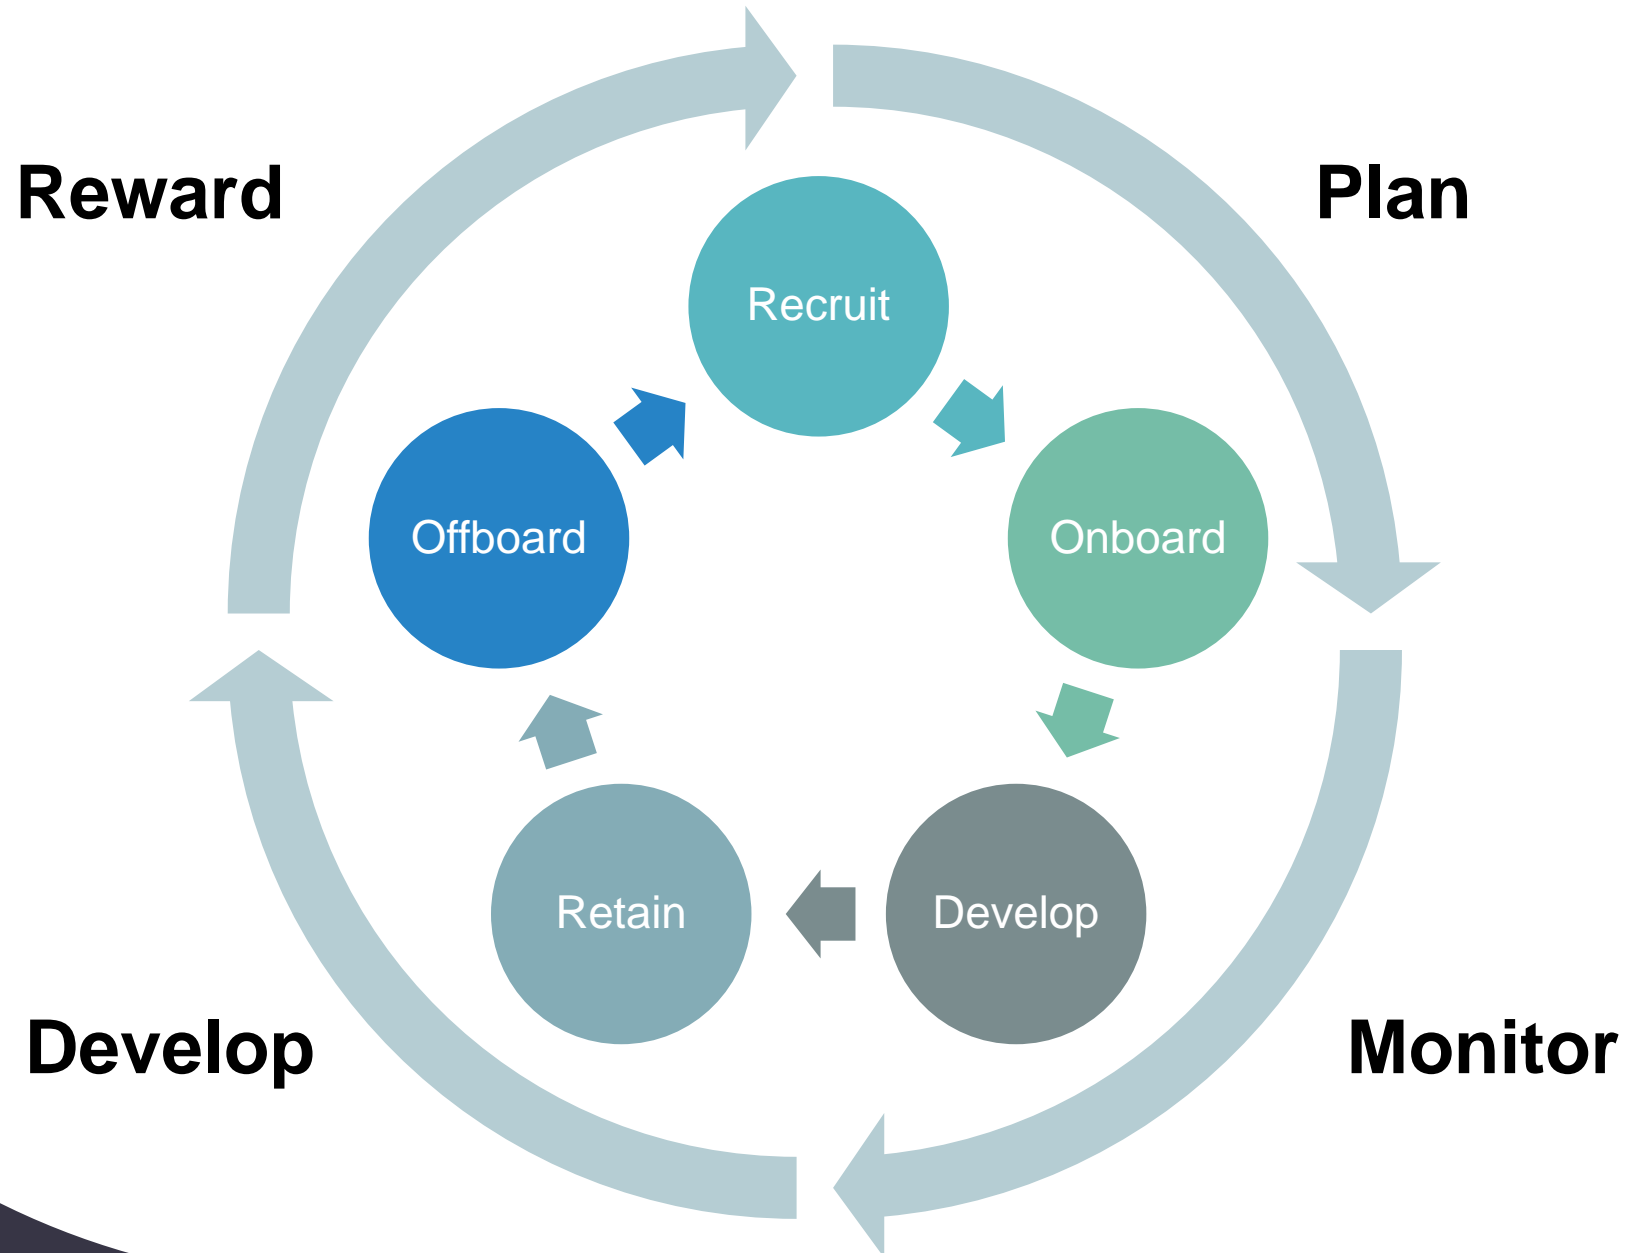 Reward
Plan
Recruit
Offboard
Onboard
Retain
Develop
Develop
Monitor